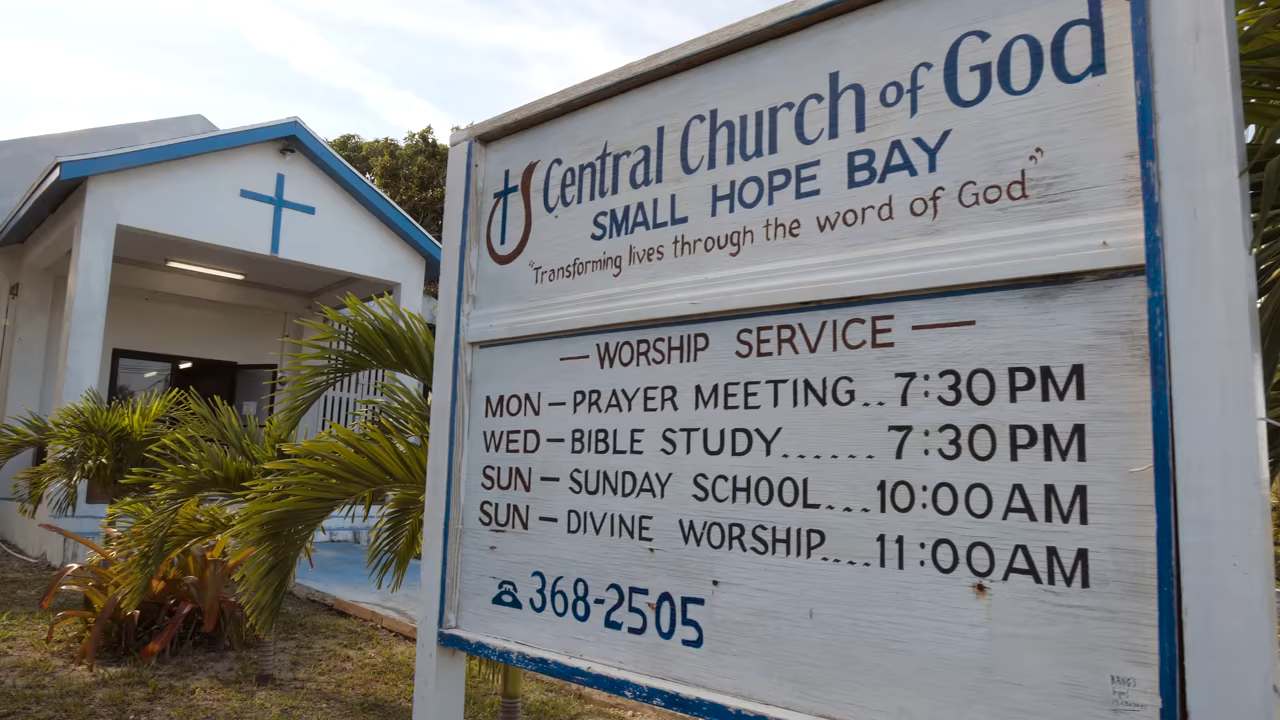 Central Church of God
SMALL HOPE BAY
"Transforming lives through the word of God"
— WORSHIP SERVICE —
MON – PRAYER MEETING.. 7:30 PM
WED – BIBLE STUDY...... 7:30 PM
SUN – SUNDAY SCHOOL.... 10:00 AM
SUN – DIVINE WORSHIP.... 11:00 AM
368-2505